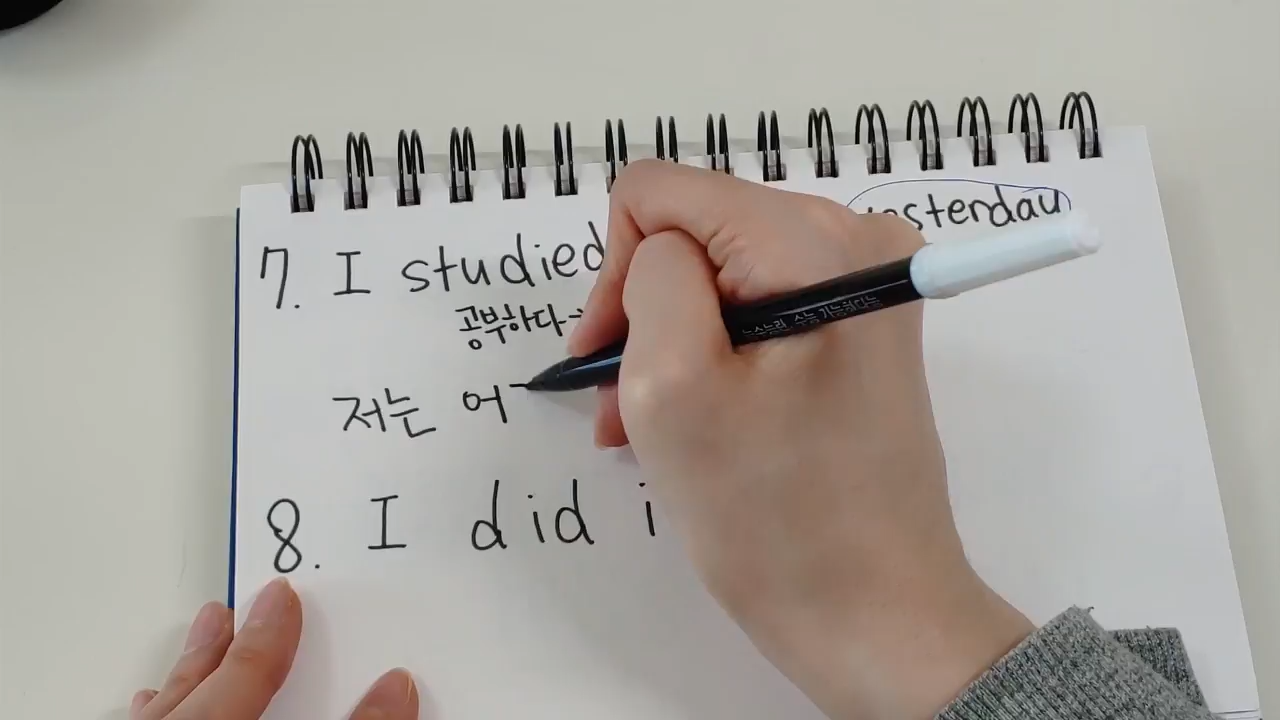 7. I studied yesterday
공부하다→
저는 어
8. I did i